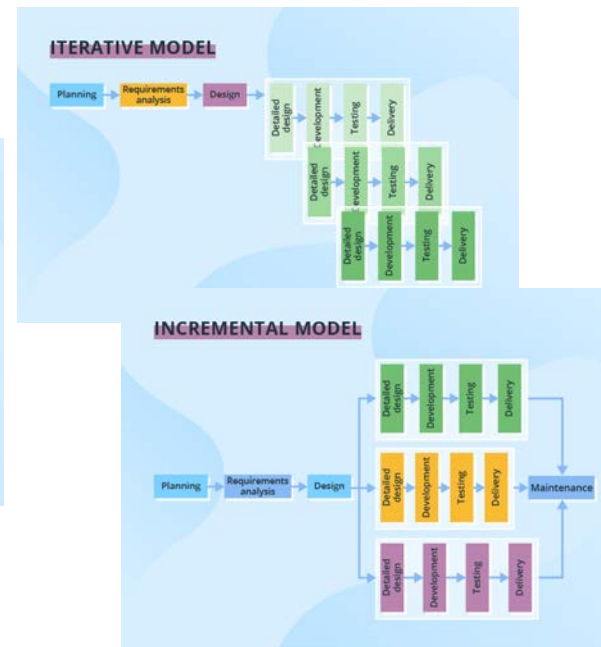 ITERATIVE MODEL
Planning
Requirements
analysis
Design
Detailed
design
Development
Testing
Delivery
Detailed
design
Development
Testing
Delivery
Detailed
design
Development
Testing
Delivery
INCREMENTAL MODEL
Detailed
design
Development
Testing
Delivery
Planning
Requirements
analysis
Design
Detailed
design
Development
Testing
Delivery
Maintenance
Detailed
design
Development
Testing
Delivery